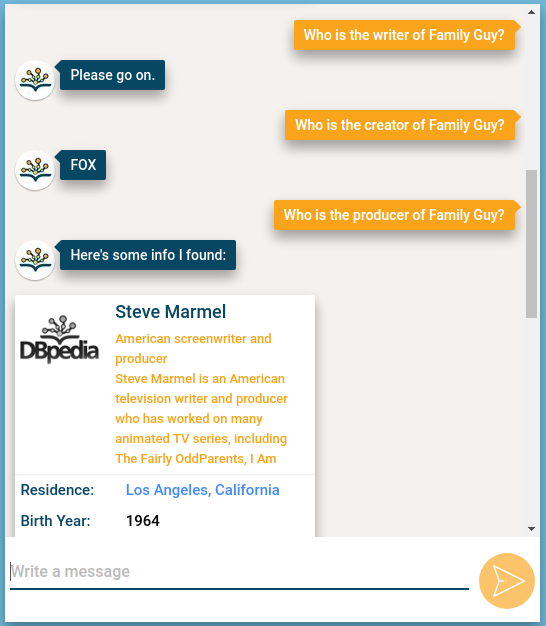 Who is the writer of Family Guy?
Please go on.
Who is the creator of Family Guy?
FOX
Who is the producer of Family Guy?
Here's some info I found:
DBpedia
Steve Marmel
American screenwriter and
producer
Steve Marmel is an American
television writer and producer
who has worked on many
animated TV series, including
The Fairly OddParents, I Am
Residence: Los Angeles, California
Birth Year: 1964
Write a message